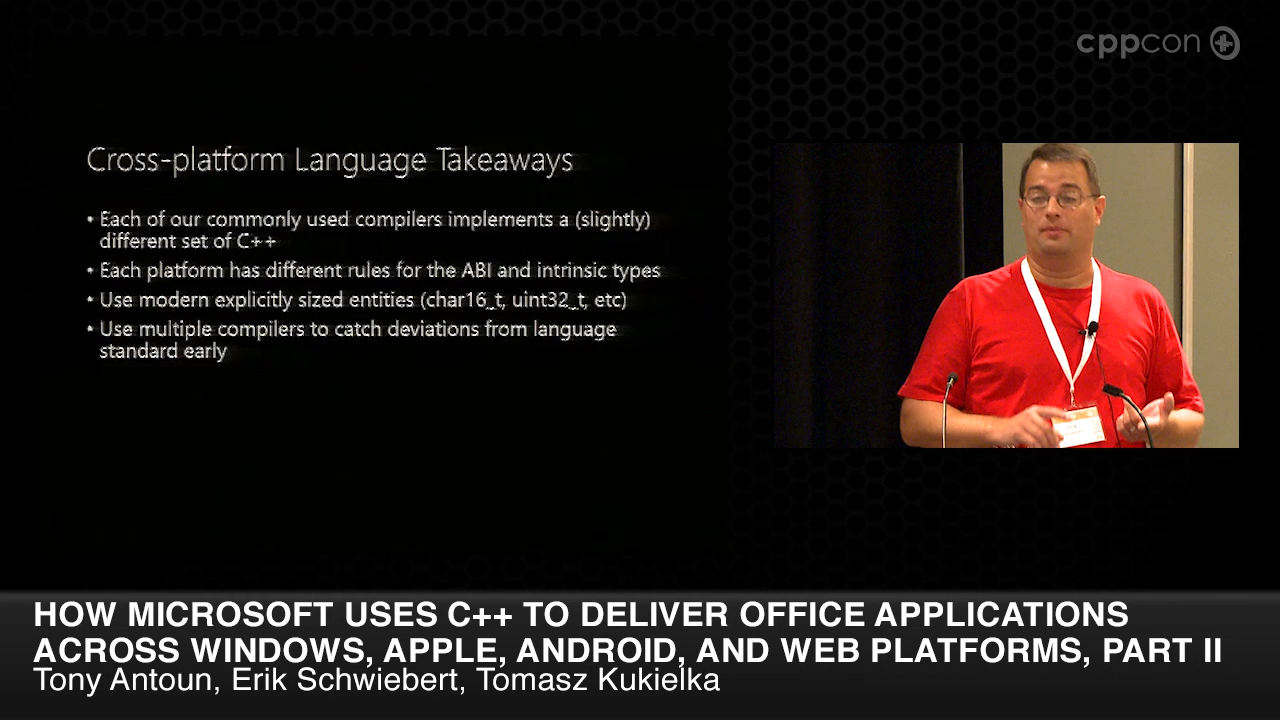 cppcon
Cross-platform Language Takeaways
• Each of our commonly used compilers implements a (slightly)
different set of C++
• Each platform has different rules for the ABI and intrinsic types
• Use modern explicitly sized entities (char16_t, uint32_t, etc)
• Use multiple compilers to catch deviations from language
standard early
HOW MICROSOFT USES C++ TO DELIVER OFFICE APPLICATIONS
ACROSS WINDOWS, APPLE, ANDROID, AND WEB PLATFORMS, PART II
Tony Antoun, Erik Schwiebert, Tomasz Kukielka